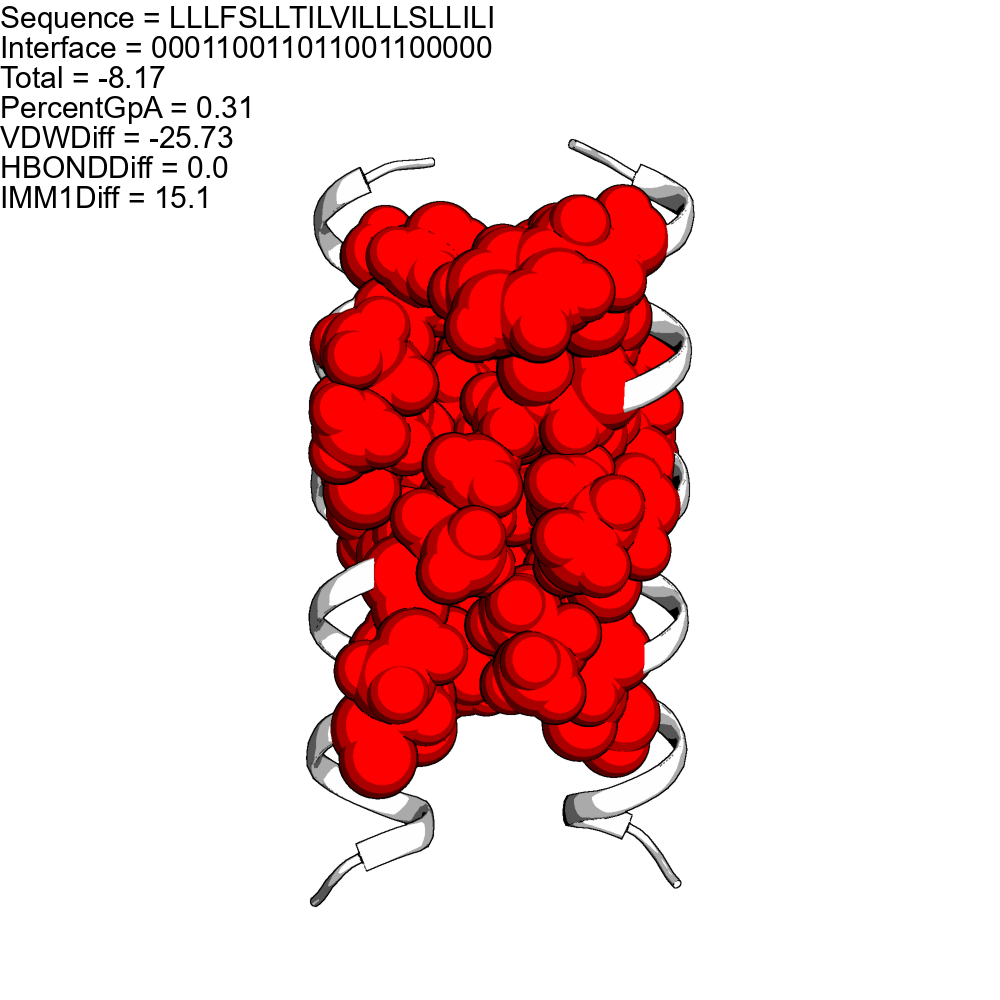 Sequence = LLLFSLLTILVILLLSLLILI
Interface = 000110011011001100000
Total = -8.17
PercentGpA = 0.31
VDWDiff = -25.73
HBONDDiff = 0.0
IMM1Diff = 15.1